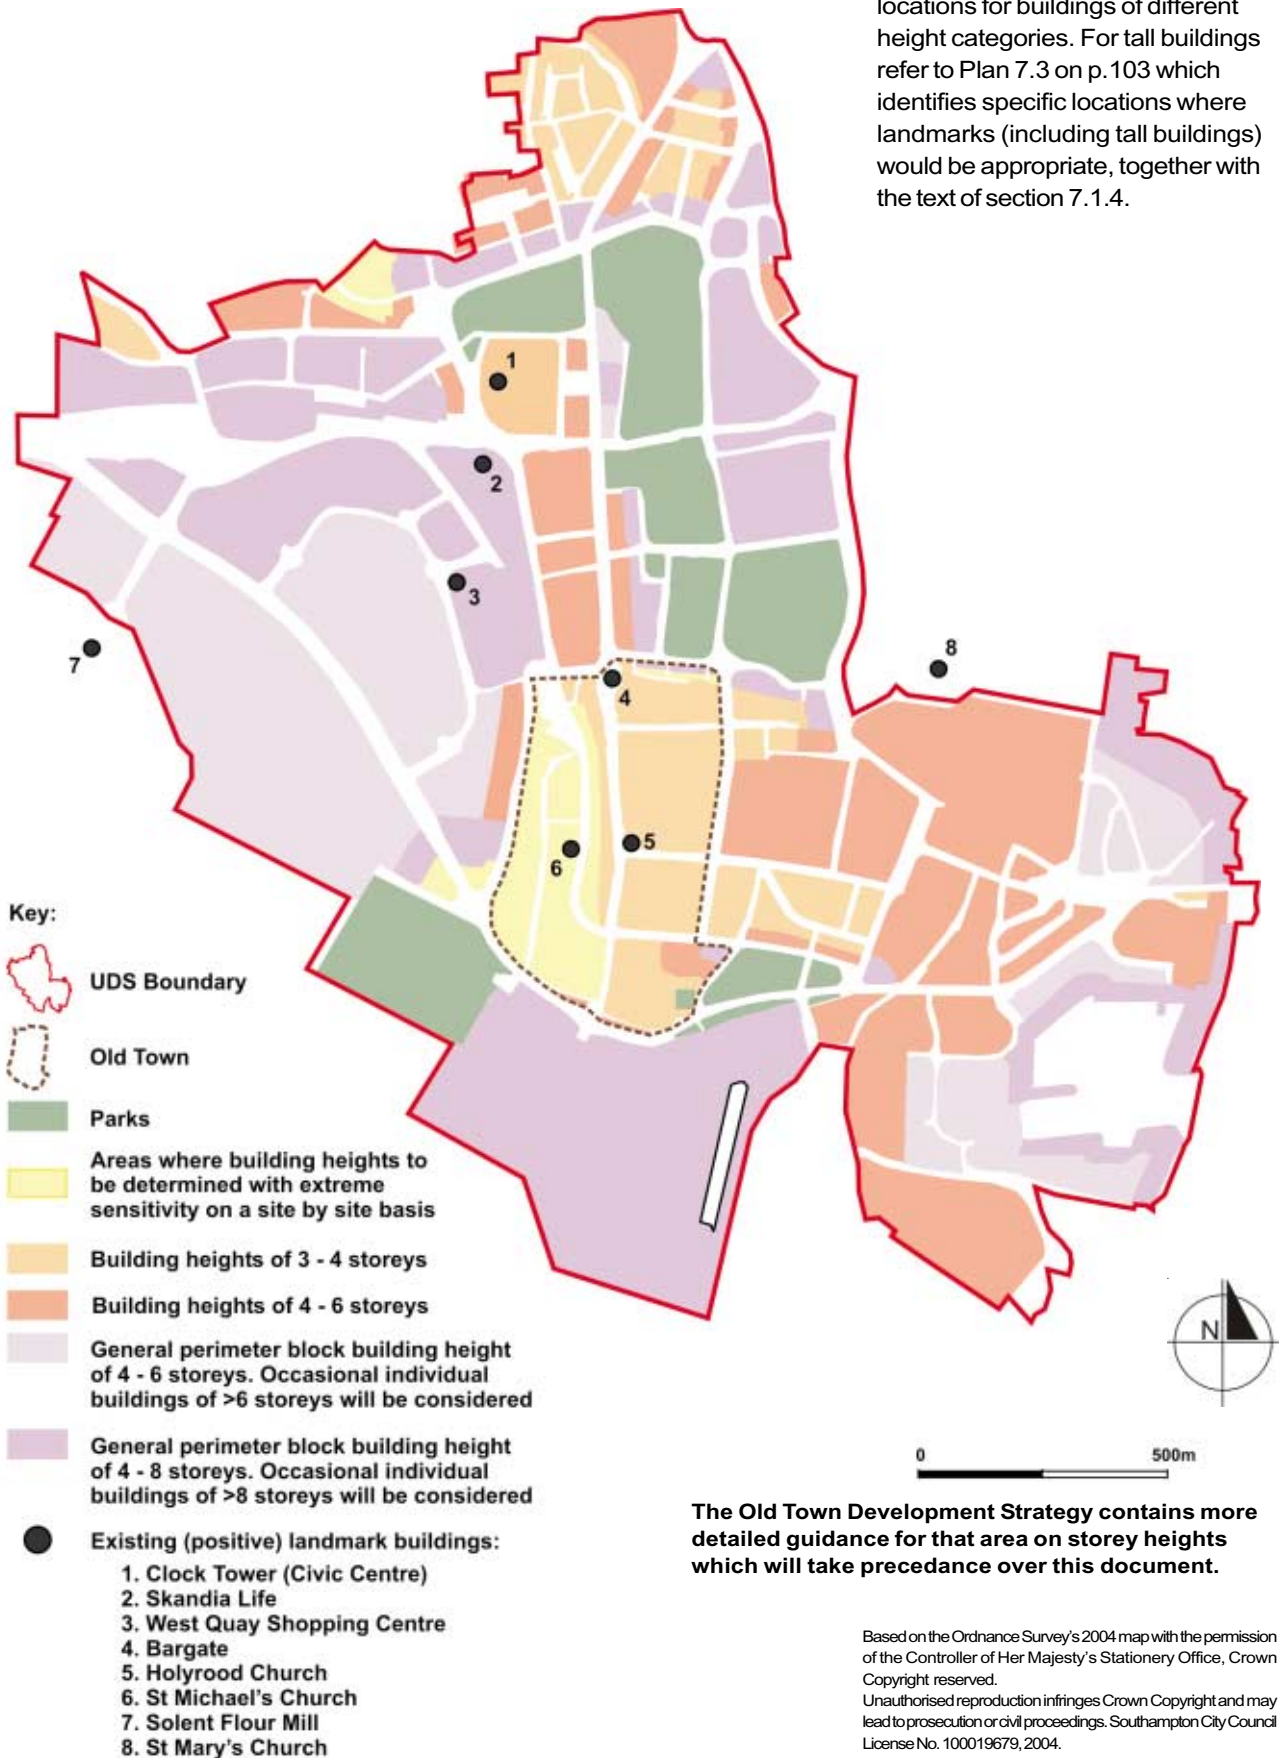 locations for buildings of different
height categories. For tall buildings
refer to Plan 7.3 on p.103 which
identifies specific locations where
landmarks (including tall buildings)
would be appropriate, together with
the text of section 7.1.4.
1
2
3
7
8
4
5
6
Key:
UDS Boundary
Old Town
Parks
Areas where building heights to
be determined with extreme
sensitivity on a site by site basis
Building heights of 3 - 4 storeys
Building heights of 4 - 6 storeys
General perimeter block building height
of 4 - 6 storeys. Occasional individual
buildings of >6 storeys will be considered
General perimeter block building height
of 4 - 8 storeys. Occasional individual
buildings of >8 storeys will be considered
Existing (positive) landmark buildings:
1. Clock Tower (Civic Centre)
2. Skandia Life
3. West Quay Shopping Centre
4. Bargate
5. Holyrood Church
6. St Michael's Church
7. Solent Flour Mill
8. St Mary's Church
N
0 500m
The Old Town Development Strategy contains more
detailed guidance for that area on storey heights
which will take precedance over this document.
Based on the Ordnance Survey's 2004 map with the permission
of the Controller of Her Majesty's Stationery Office, Crown
Copyright reserved.
Unauthorised reproduction infringes Crown Copyright and may
lead to prosecution or civil proceedings. Southampton City Council
License No. 100019679, 2004.